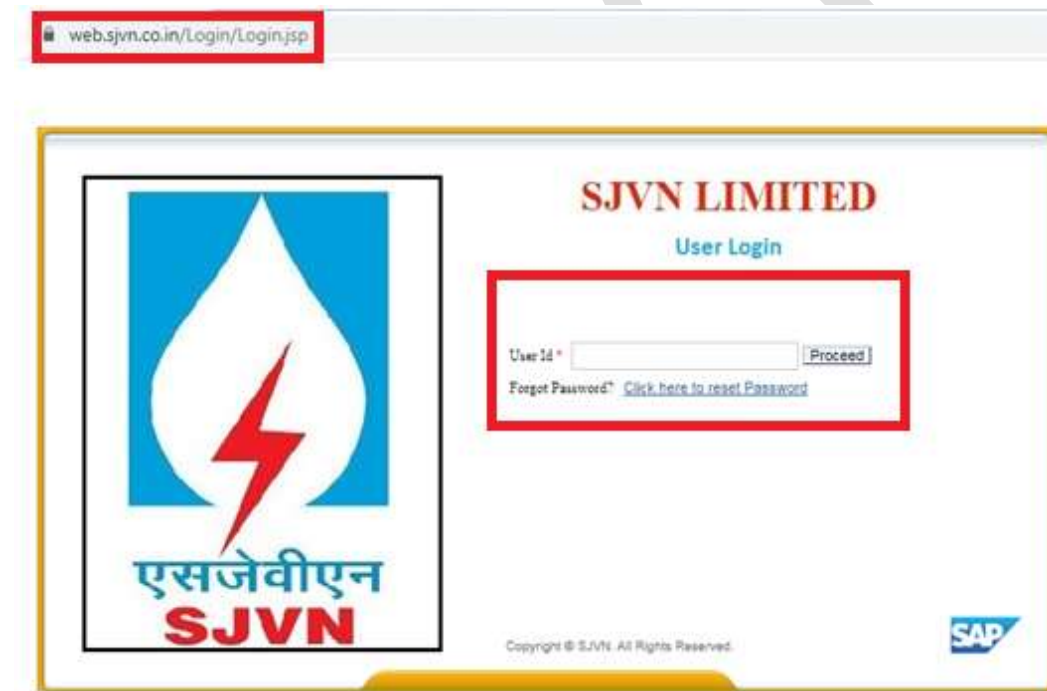 web.sjvn.co.in/Login/Login.jsp
SJVN LIMITED
User Login
User Id *
Proceed
Forgot Password? Click here to reset Password
एसजेवीएन
SJVN
Copyright © SJVN. All Rights Reserved.
SAP